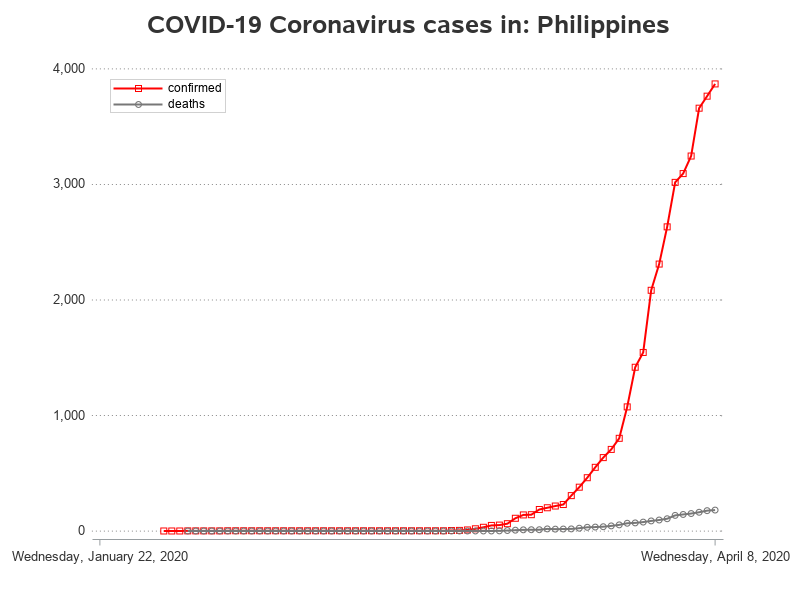 COVID-19 Coronavirus cases in: Philippines
4,000
confirmed
deaths
3,000
2,000
1,000
0
Wednesday, January 22, 2020
Wednesday, April 8, 2020